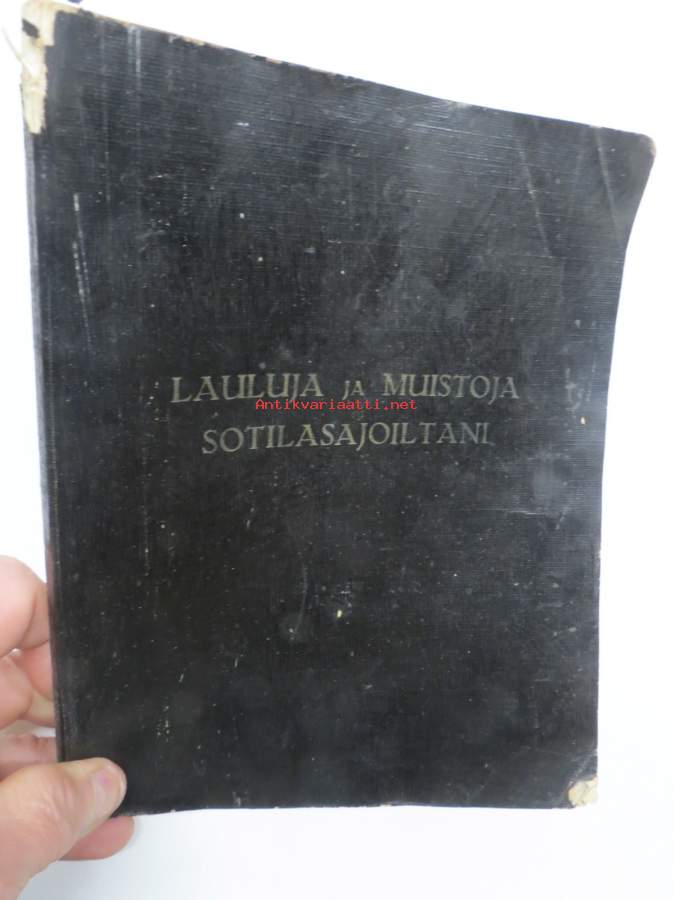 LAULUJA JA MUISTOJA
Antikvariaatti.net
SOTILASAJOILTANI